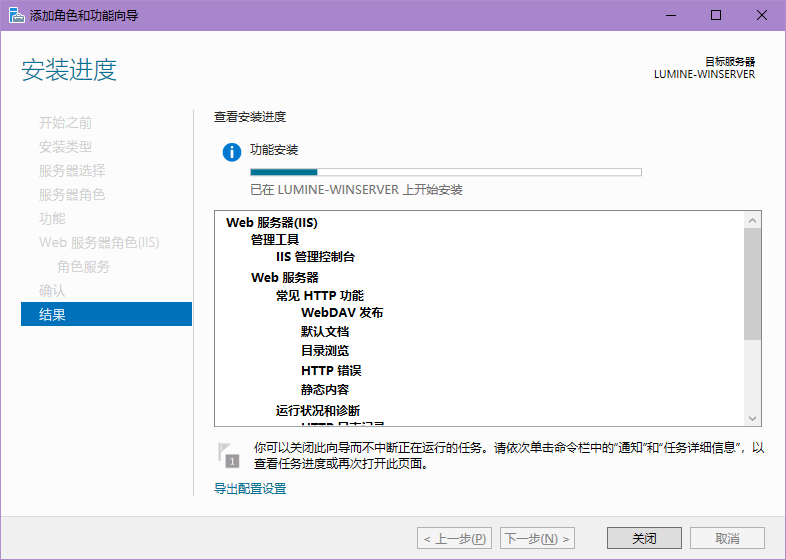 添加角色和功能向导
安装进度
目标服务器
LUMINE-WINSERVER
开始之前
安装类型
服务器选择
服务器角色
功能
Web 服务器角色(IIS)
角色服务
确认
结果
查看安装进度
功能安装
已在 LUMINE-WINSERVER 上开始安装
Web 服务器(IIS)
管理工具
IIS 管理控制台
Web 服务器
常见 HTTP 功能
WebDAV 发布
默认文档
目录浏览
HTTP 错误
静态内容
运行状况和诊断
HTTP 日志记录
1
你可以关闭此向导而不中断正在运行的任务。请依次单击命令栏中的“通知”和“任务详细信息”，以
查看任务进度或再次打开此页面。
导出配置设置
< 上一步(P)
下一步(N) >
关闭
取消